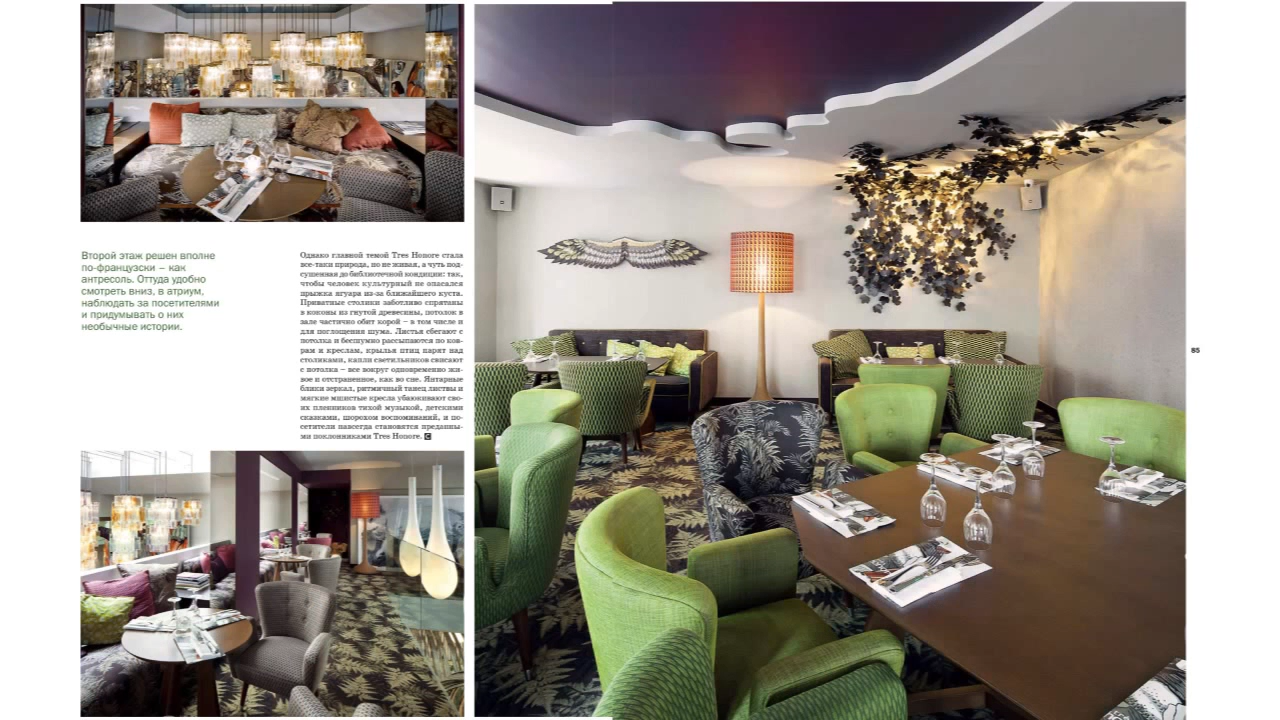 Второй этаж решен вполне
по-французски – как
антресоль. Оттуда удобно
смотреть вниз, в атриум,
наблюдать за посетителями
и придумывать о них
необычные истории.
Однако главной темой Tres Honore стала
все-таки природа, но не живая, а чуть под-
сушенная до библиотечной кондиции: так,
чтобы человек культурный не опасался
прыжка ягуара из-за ближайшего куста.
Приватные столики заботливо спрятаны
в коконы из гнутой древесины, потолок в
зале частично обит корой – в том числе и
для поглощения шума. Листья сбегают с
потолка и бесшумно рассыпаются по ков-
рам и креслам, крылья птиц парят над
столиками, капли светильников свисают
с потолка – все вокруг одновременно жи-
вое и отстраненное, как во сне. Янтарные
блики зеркал, ритмичный танец листвы и
мягкие мшистые кресла убаюкивают сво-
их пленников тихой музыкой, детскими
сказками, шорохом воспоминаний, и по-
сетители навсегда становятся преданны-
ми поклонниками Tres Honore. C
85